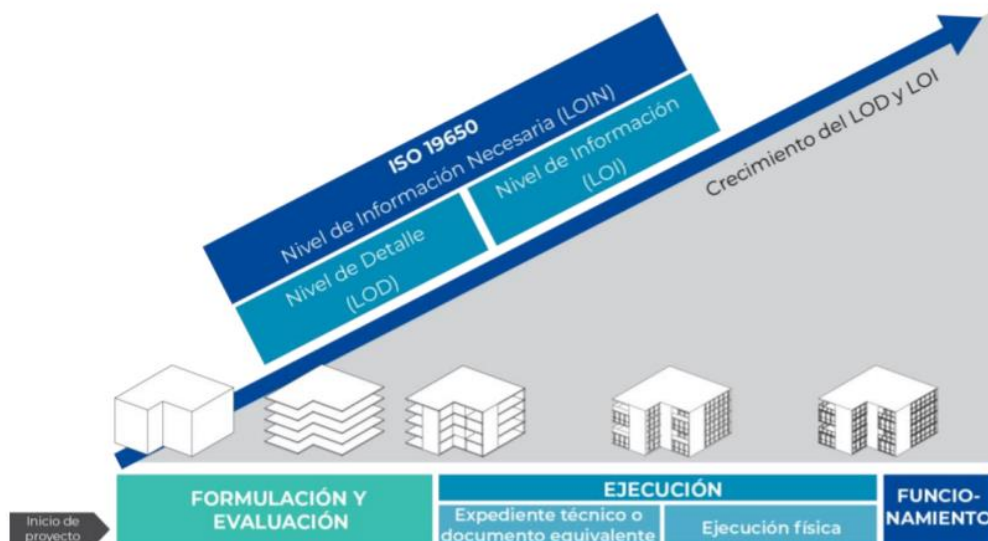 ISO 19650
Nivel de Información Necesaria (LOIN)
Nivel de Detalle
(LOD)
Nivel de Información
(LOI)
Crecimiento del LOD y LOI
Inicio de
proyecto
FORMULACIÓN Y
EVALUACIÓN
EJECUCIÓN
Expediente técnico o
documento equivalente
Ejecución física
FUNCIO-
NAMIENTO